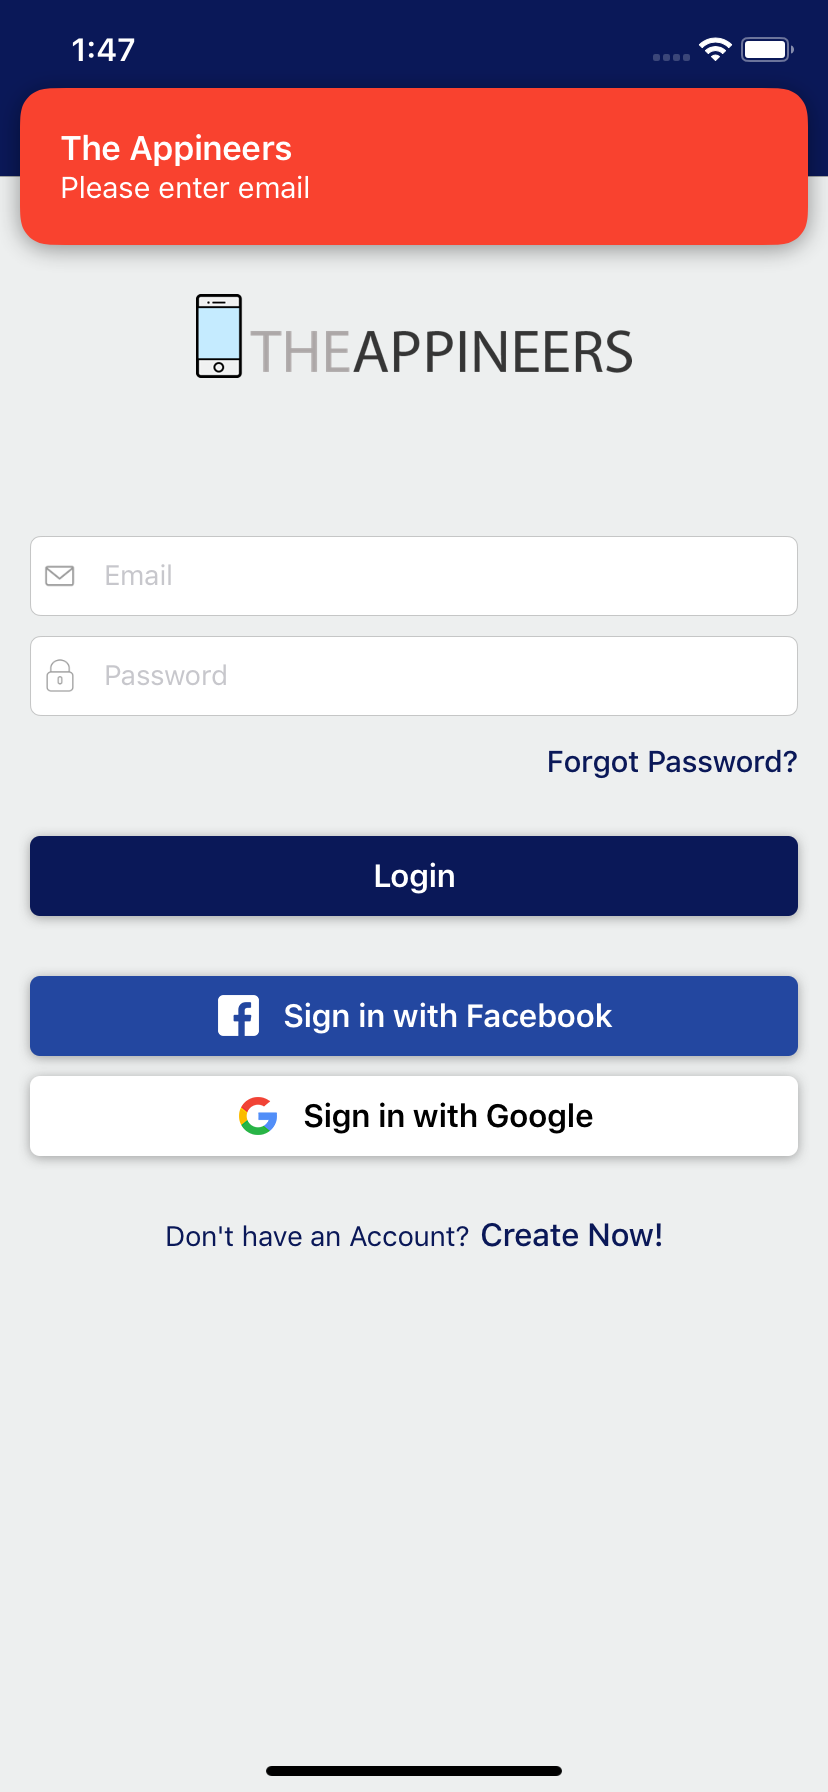 1:47
The Appineers
Please enter email
THEAPPINEERS
Email
Password
Forgot Password?
Login
Sign in with Facebook
Sign in with Google
Don't have an Account? Create Now!